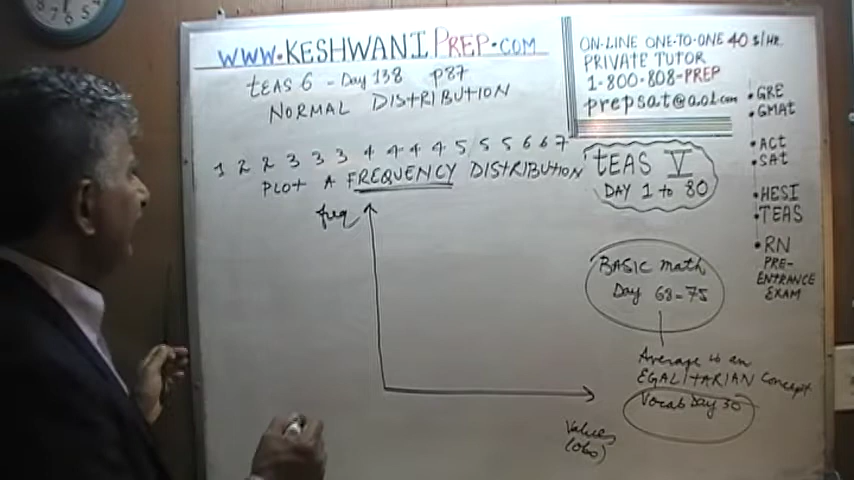 WWW.KESHWANIPREP.COM
tEAS 6 - Day 138 P87
NORMAL DISTRIBUTION
1 2 2 3 3 3 4 4 4 4 5 5 5 6 6 7
PLOT A FREQUENCY DISTRIBUTION
freq
Values
(obs)
ON-LINE ONE-TO-ONE 40 $/HR.
PRIVATE TUTOR
1-800-808-PREP
prepsat@aol.com
tEAS V
DAY 1 to 80
BASIC math
Day 68-75
Average is an
EGALITARIAN Concept
Vocab Day 30
• GRE
• GMAt
• ACT
• SAt
• HESI
• TEAS
• RN
PRE-
ENTRANCE
EXAM
8 7 6 5